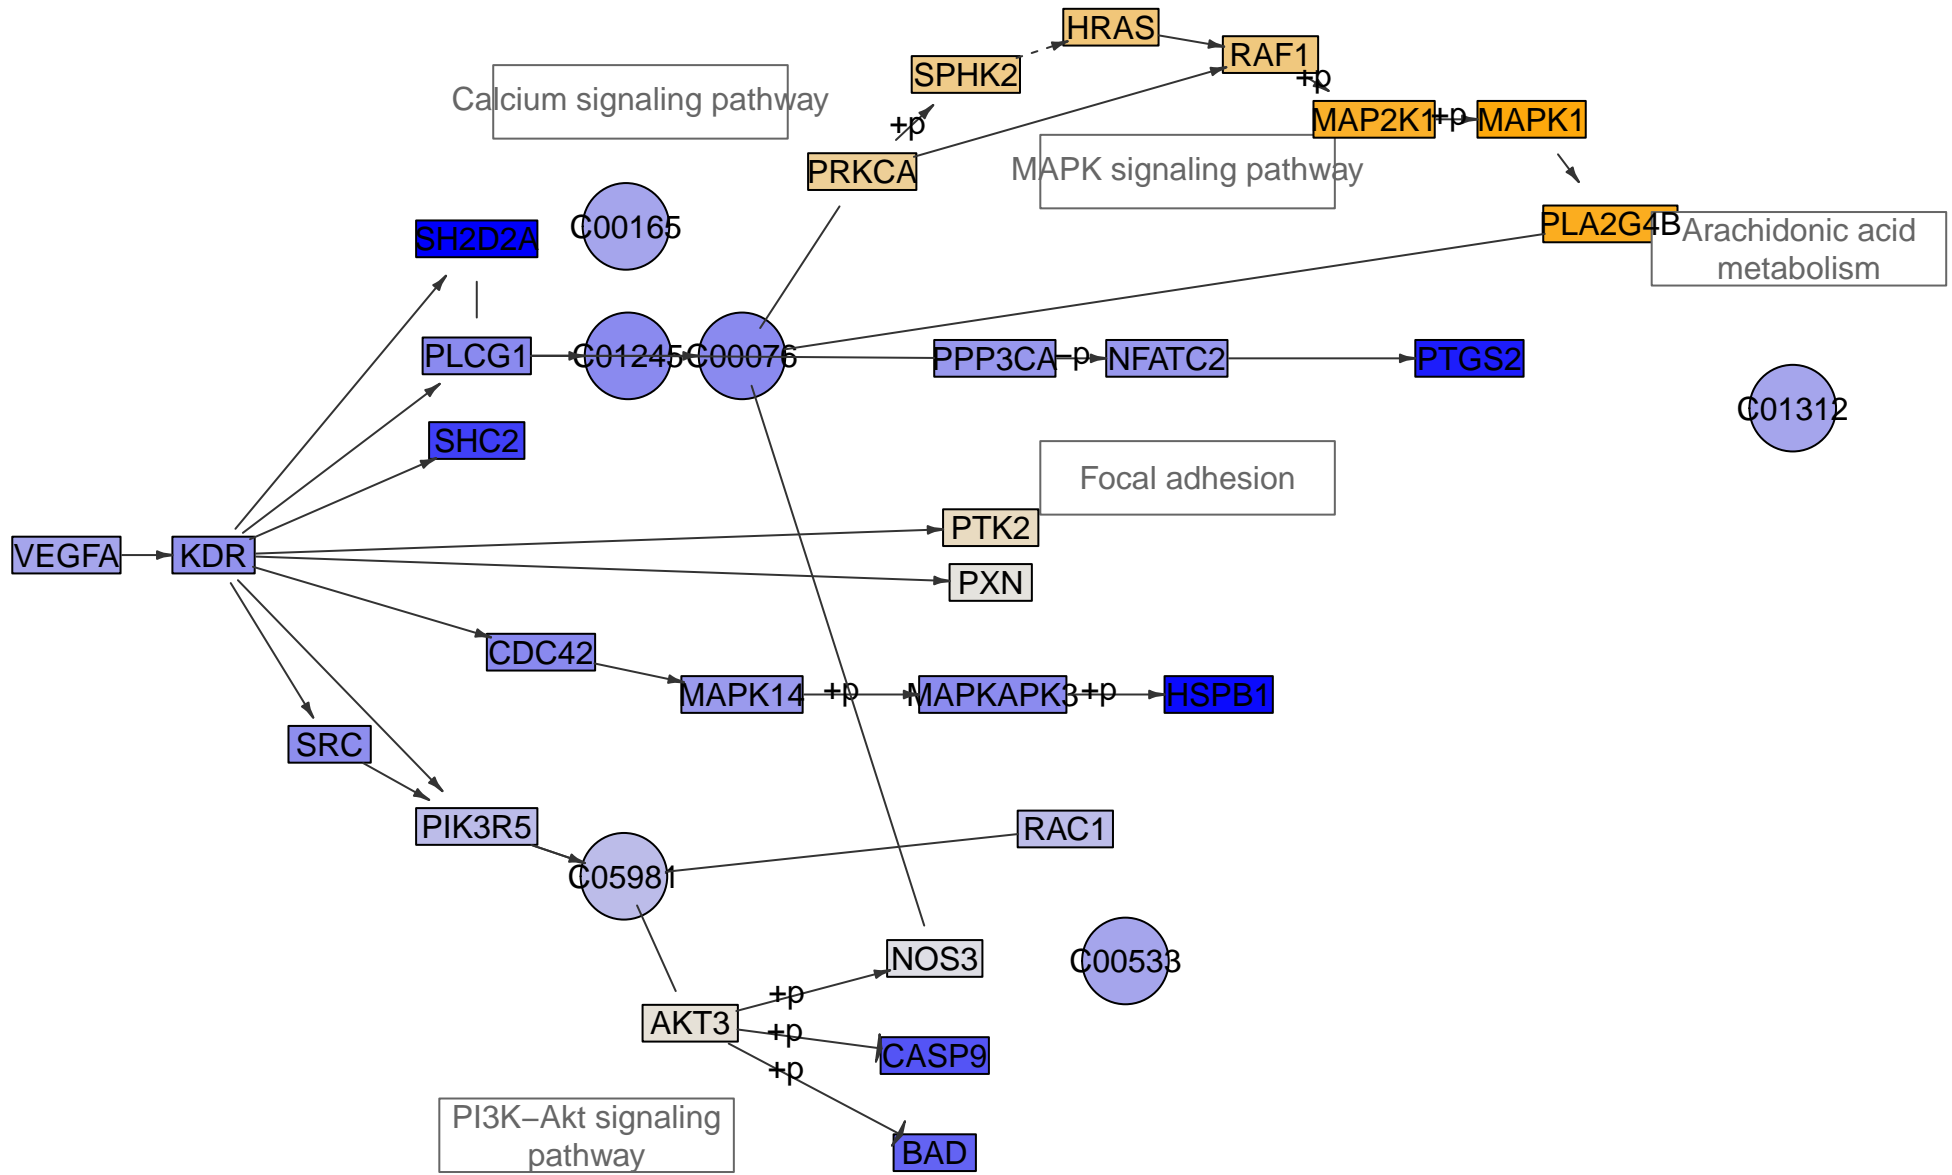 HRAS
RAF1
+p
SPHK2
Calcium signaling pathway
+p
MAP2K1
+p
MAPK1
PRKCA
MAPK signaling pathway
C00165
SH2D2A
PLA2G4B
Arachidonic acid
metabolism
PLCG1
C01245
C00076
PPP3CA
−p
NFATC2
PTGS2
C01312
SHC2
Focal adhesion
PTK2
VEGFA
KDR
PXN
CDC42
MAPK14
+p
MAPKAPK3
+p
HSPB1
SRC
PIK3R5
RAC1
C05981
NOS3
C00533
+p
AKT3
+p
CASP9
+p
PI3K−Akt signaling
pathway
BAD